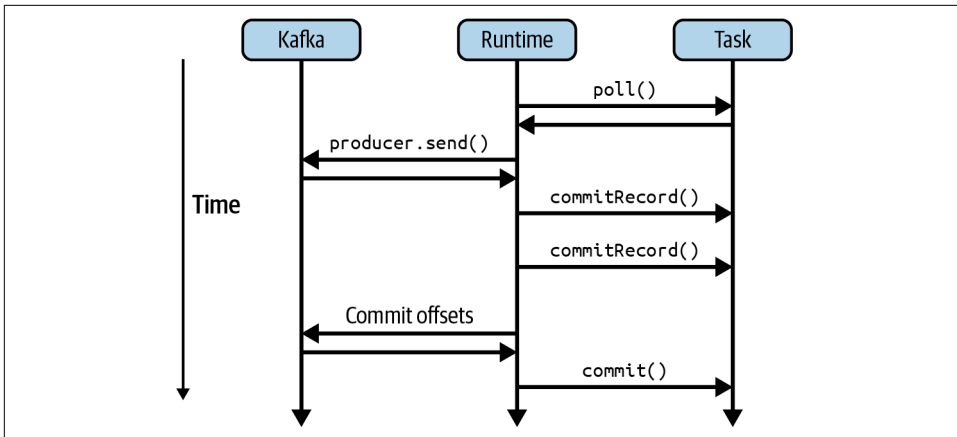 Kafka
Runtime
Task
poll()
producer.send()
Time
commitRecord()
commitRecord()
Commit offsets
commit()